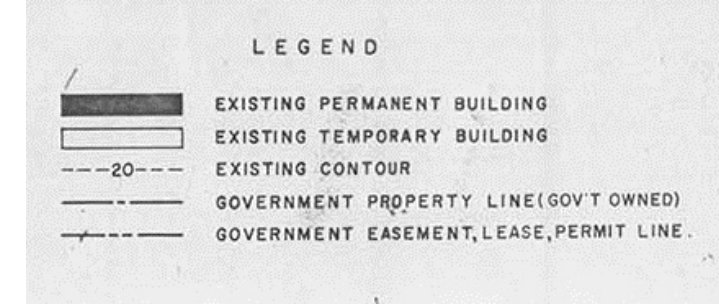 LEGEND
EXISTING PERMANENT BUILDING
EXISTING TEMPORARY BUILDING
---20--- EXISTING CONTOUR
GOVERNMENT PROPERTY LINE(GOV'T OWNED)
GOVERNMENT EASEMENT, LEASE, PERMIT LINE.